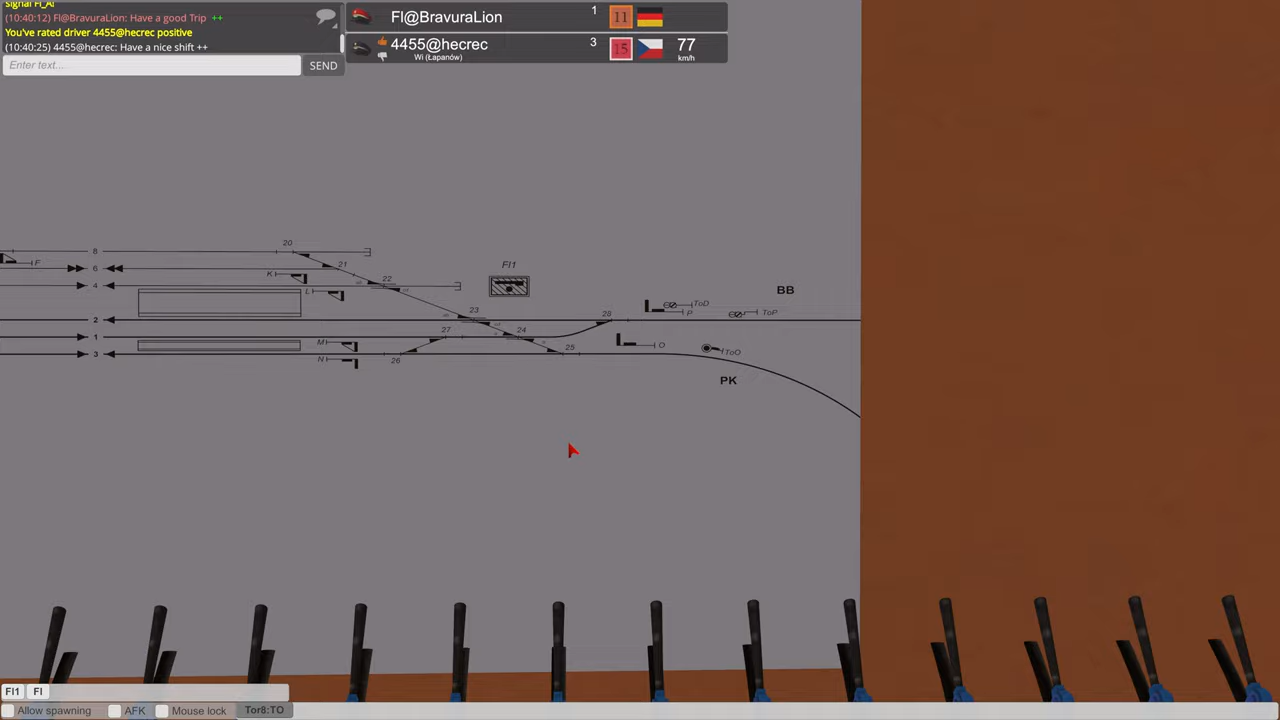 signal Fl_A!
(10:40:12) Fl@BravuraLion: Have a good Trip ++
You've rated driver 4455@hecrec positive
(10:40:25) 4455@hecrec: Have a nice shift ++
Enter text...
SEND
Fl@BravuraLion 1 11
4455@hecrec 3 15 77
Wi (Łapanów) km/h
20
8
F
21
Fl1
6
K
22
4
L
BB
ToD
P
ToP
23
28
2
27
24
1
M
25
O
ToO
3
N
26
PK
Fl1 Fl
Allow spawning AFK Mouse lock Tor8:TO